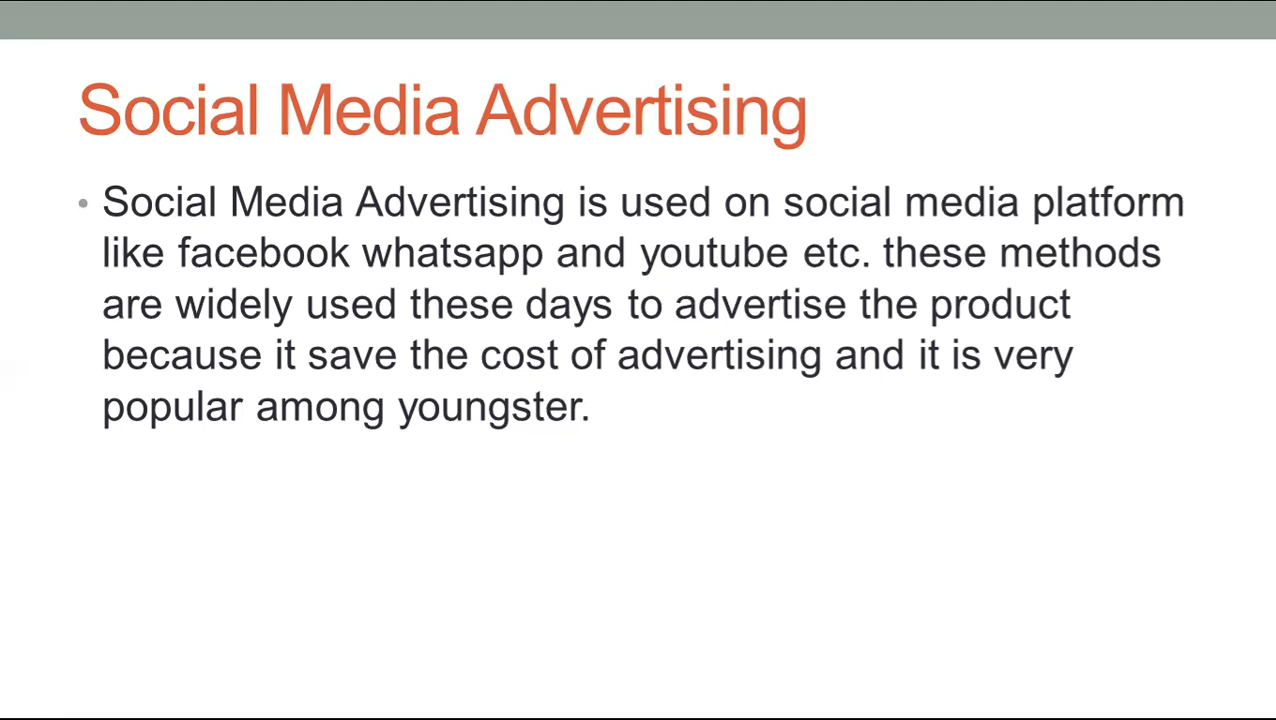 Social Media Advertising
• Social Media Advertising is used on social media platform
like facebook whatsapp and youtube etc. these methods
are widely used these days to advertise the product
because it save the cost of advertising and it is very
popular among youngster.